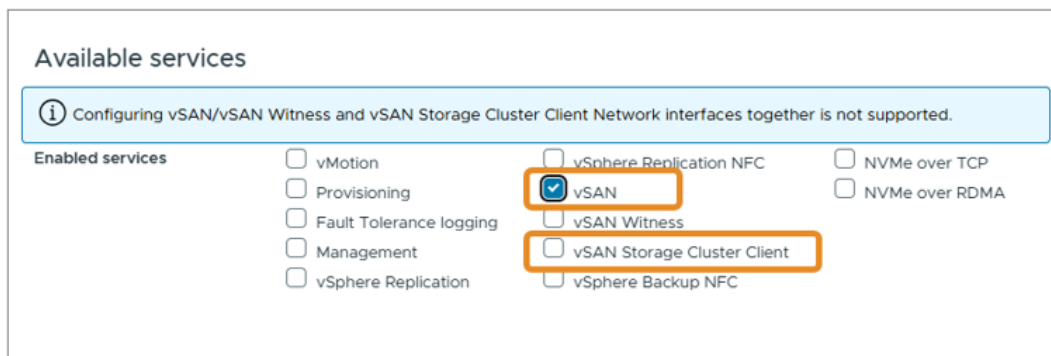 Available services
Configuring vSAN/vSAN Witness and vSAN Storage Cluster Client Network interfaces together is not supported.
Enabled services
vMotion
Provisioning
Fault Tolerance logging
Management
vSphere Replication
vSphere Replication NFC
vSAN
vSAN Witness
vSAN Storage Cluster Client
vSphere Backup NFC
NVMe over TCP
NVMe over RDMA